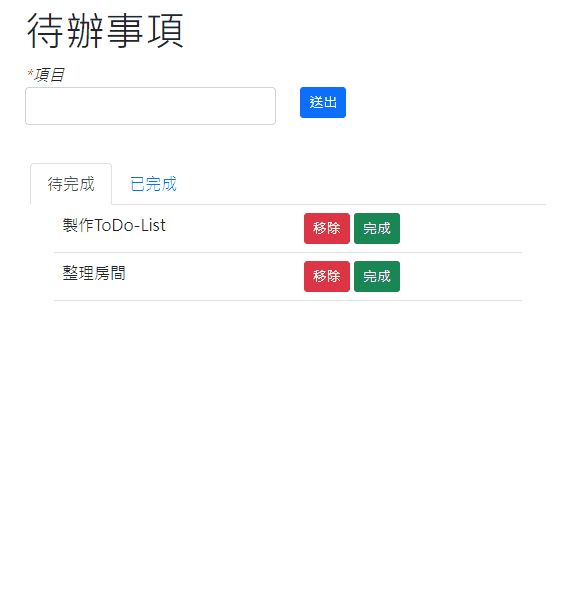 待辦事項
*項目
送出
待完成 已完成
製作ToDo-List 移除 完成
整理房間 移除 完成